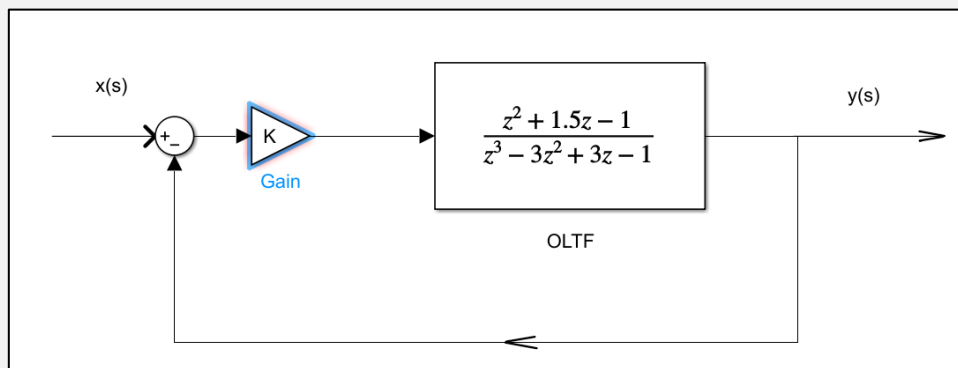 x(s)
y(s)
+
−
K
Gain
z² + 1.5z − 1
z³ − 3z² + 3z − 1
OLTF